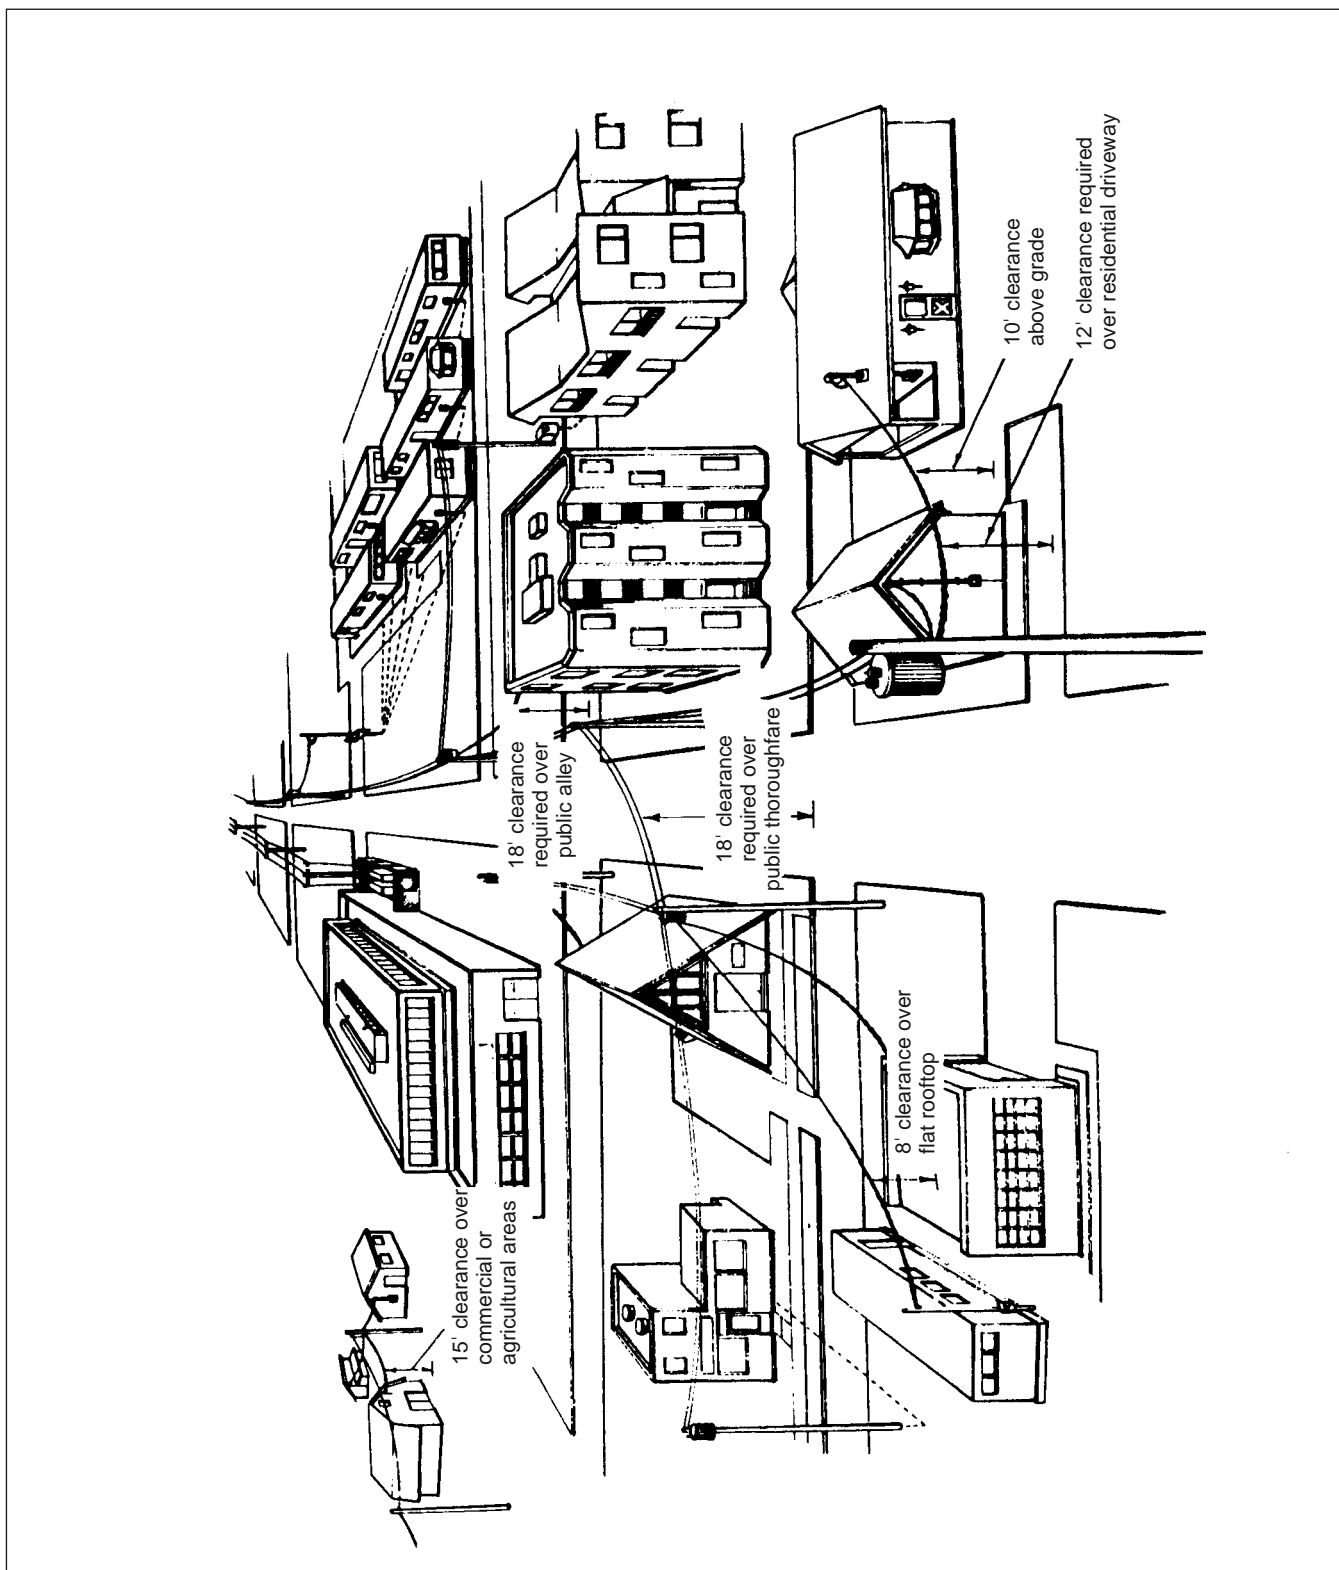 15' clearance over
commercial or
agricultural areas
18' clearance
required over
public alley
18' clearance
required over
public thoroughfare
8' clearance over
flat rooftop
10' clearance
above grade
12' clearance required
over residential driveway